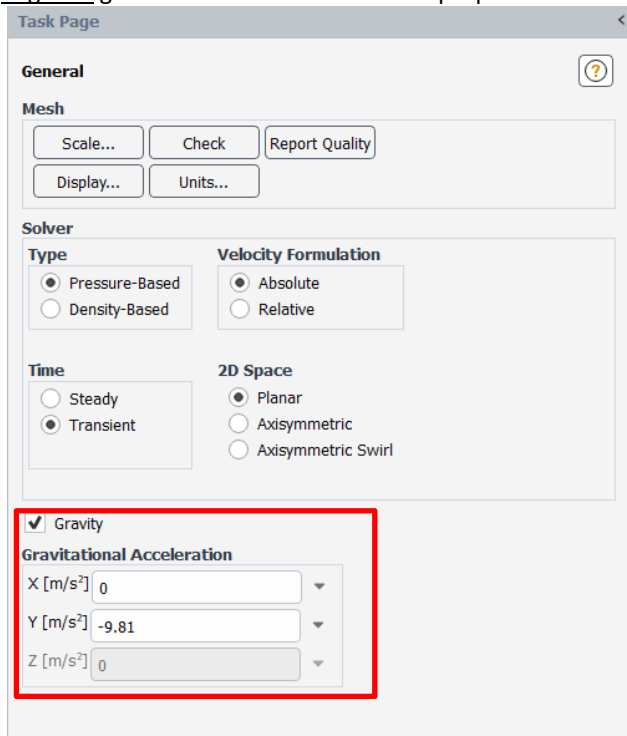 Task Page <
General
?
Mesh
Scale... Check Report Quality
Display... Units...
Solver
Type Velocity Formulation
Pressure-Based Absolute
Density-Based Relative
Time 2D Space
Steady Planar
Transient Axisymmetric
Axisymmetric Swirl
Gravity
Gravitational Acceleration
X [m/s²] 0
Y [m/s²] -9.81
Z [m/s²] 0